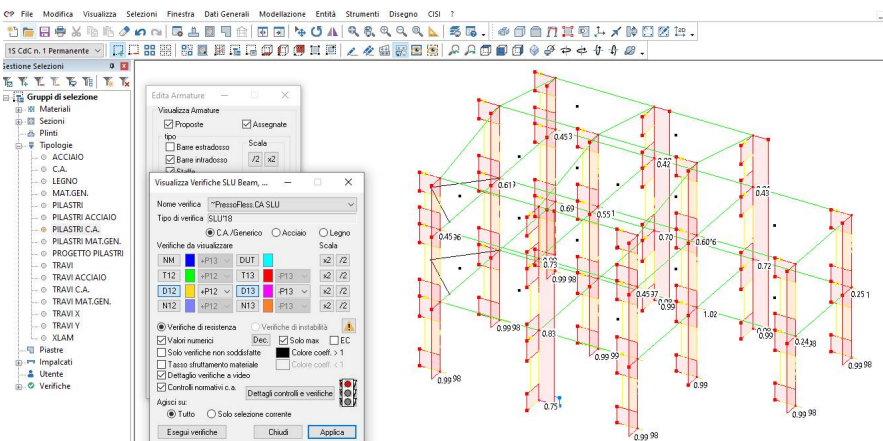 File Modifica Visualizza Selezioni Finestra Dati Generali Modellazione Entità Strumenti Disegno CISI ?
1S CdC n. 1 Permanente
Gestione Selezioni
Gruppi di selezione
Materiali
Sezioni
Plinti
Tipologie
ACCIAIO
C.A.
LEGNO
MAT.GEN.
PILASTRI
PILASTRI ACCIAIO
PILASTRI C.A.
PILASTRI MAT.GEN.
PROGETTO PILASTRI
TRAVI
TRAVI ACCIAIO
TRAVI C.A.
TRAVI MAT.GEN.
TRAVI X
TRAVI Y
XLAM
Piastre
Impalcati
Utente
Verifiche
Edita Armature
Visualizza Armature
Proposte Assegnate
tipo
Barre estradosso Scala
Barre intradosso /2 x2
Staffe
Visualizza Verifiche SLU Beam, ...
Nome verifica ~PressoFless.CA SLU
Tipo di verifica SLU°18
C.A./Generico Acciaio Legno
Verifiche da visualizzare Scala
NM +P13 DUT x2 /2
T12 +P12 T13 -P13 x2 /2
D12 +P12 D13 -P13 x2 /2
N12 +P12 N13 -P13 x2 /2
Verifiche di resistenza Verifiche di instabilità
Valori numerici Dec. Solo max EC
Solo verifiche non soddisfatte Colore coeff. > 1
Tasso sfruttamento materiale Colore coeff. < 1
Dettaglio verifiche a video
Controlli normativi c.a. Dettagli controlli e verifiche
Agisci su:
Tutto Solo selezione corrente
Esegui verifiche Chiudi Applica
0.453
0.42
0.43
0.61
0.69
0.551
0.45
0.70
0.60
0.73
0.72
0.99 98
0.45
0.25
1.02
0.99 98
0.83
0.24
0.99 99
0.99
0.99 98
0.75
0.99 98
0.99 98